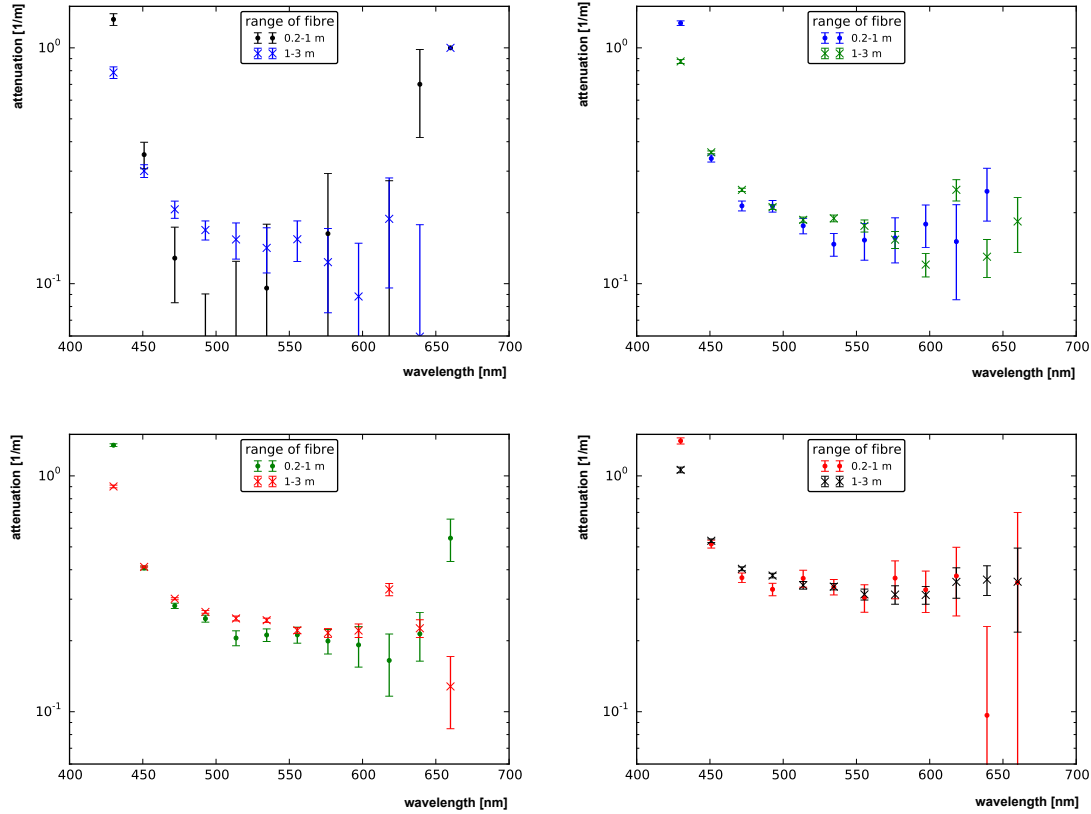 attenuation [1/m]
10⁰
10⁻¹
range of fibre
0.2-1 m
1-3 m
400 450 500 550 600 650 700
wavelength [nm]
attenuation [1/m]
10⁰
10⁻¹
range of fibre
0.2-1 m
1-3 m
400 450 500 550 600 650 700
wavelength [nm]
attenuation [1/m]
10⁰
10⁻¹
range of fibre
0.2-1 m
1-3 m
400 450 500 550 600 650 700
wavelength [nm]
attenuation [1/m]
10⁰
10⁻¹
range of fibre
0.2-1 m
1-3 m
400 450 500 550 600 650 700
wavelength [nm]